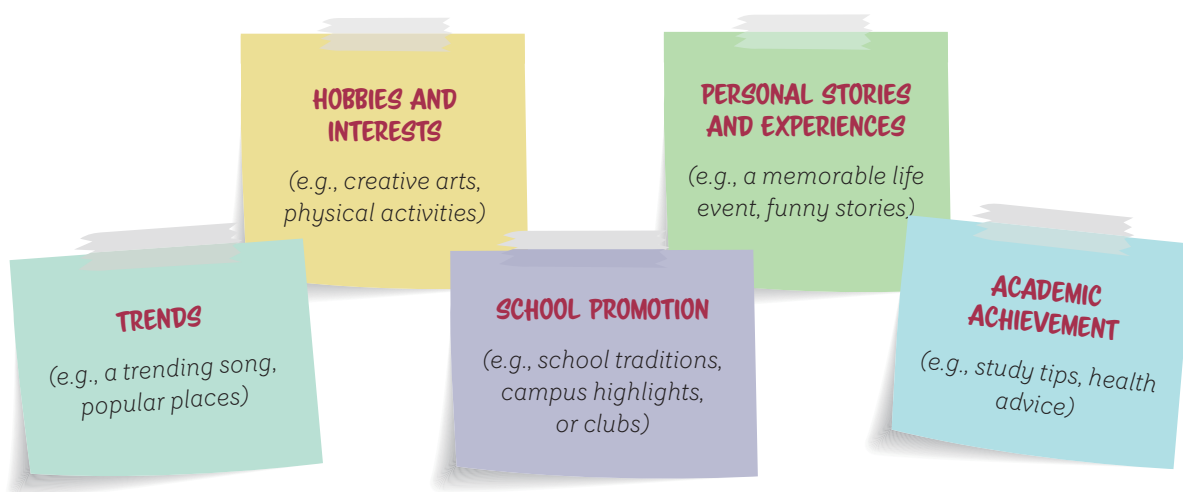 HOBBIES AND
INTERESTS
(e.g., creative arts,
physical activities)
PERSONAL STORIES
AND EXPERIENCES
(e.g., a memorable life
event, funny stories)
TRENDS
(e.g., a trending song,
popular places)
SCHOOL PROMOTION
(e.g., school traditions,
campus highlights,
or clubs)
ACADEMIC
ACHIEVEMENT
(e.g., study tips, health
advice)